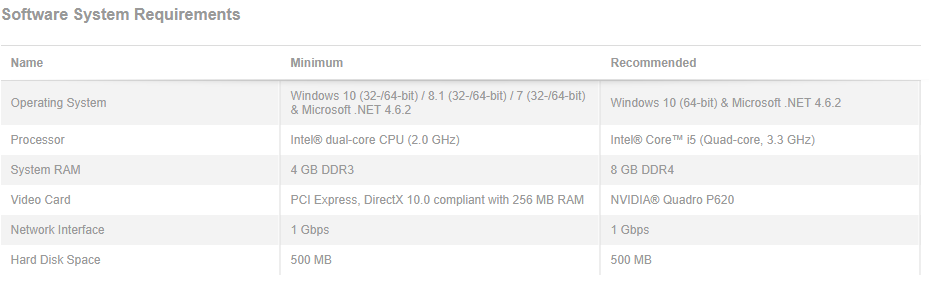 Software System Requirements
Name Minimum Recommended
Operating System Windows 10 (32-/64-bit) / 8.1 (32-/64-bit) / 7 (32-/64-bit) & Microsoft .NET 4.6.2 Windows 10 (64-bit) & Microsoft .NET 4.6.2
Processor Intel® dual-core CPU (2.0 GHz) Intel® Core™ i5 (Quad-core, 3.3 GHz)
System RAM 4 GB DDR3 8 GB DDR4
Video Card PCI Express, DirectX 10.0 compliant with 256 MB RAM NVIDIA® Quadro P620
Network Interface 1 Gbps 1 Gbps
Hard Disk Space 500 MB 500 MB